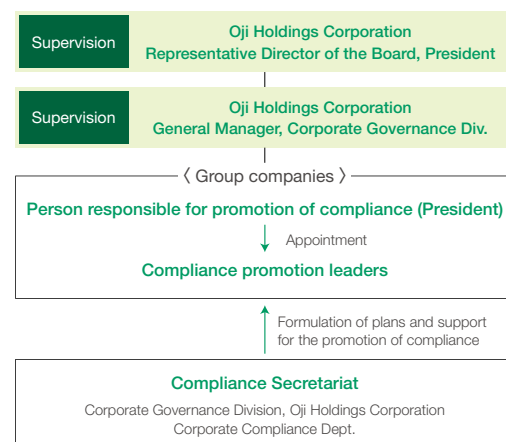 Supervision
Oji Holdings Corporation
Representative Director of the Board, President
Supervision
Oji Holdings Corporation
General Manager, Corporate Governance Div.
〈 Group companies 〉
Person responsible for promotion of compliance (President)
Appointment
Compliance promotion leaders
Formulation of plans and support
for the promotion of compliance
Compliance Secretariat
Corporate Governance Division, Oji Holdings Corporation
Corporate Compliance Dept.